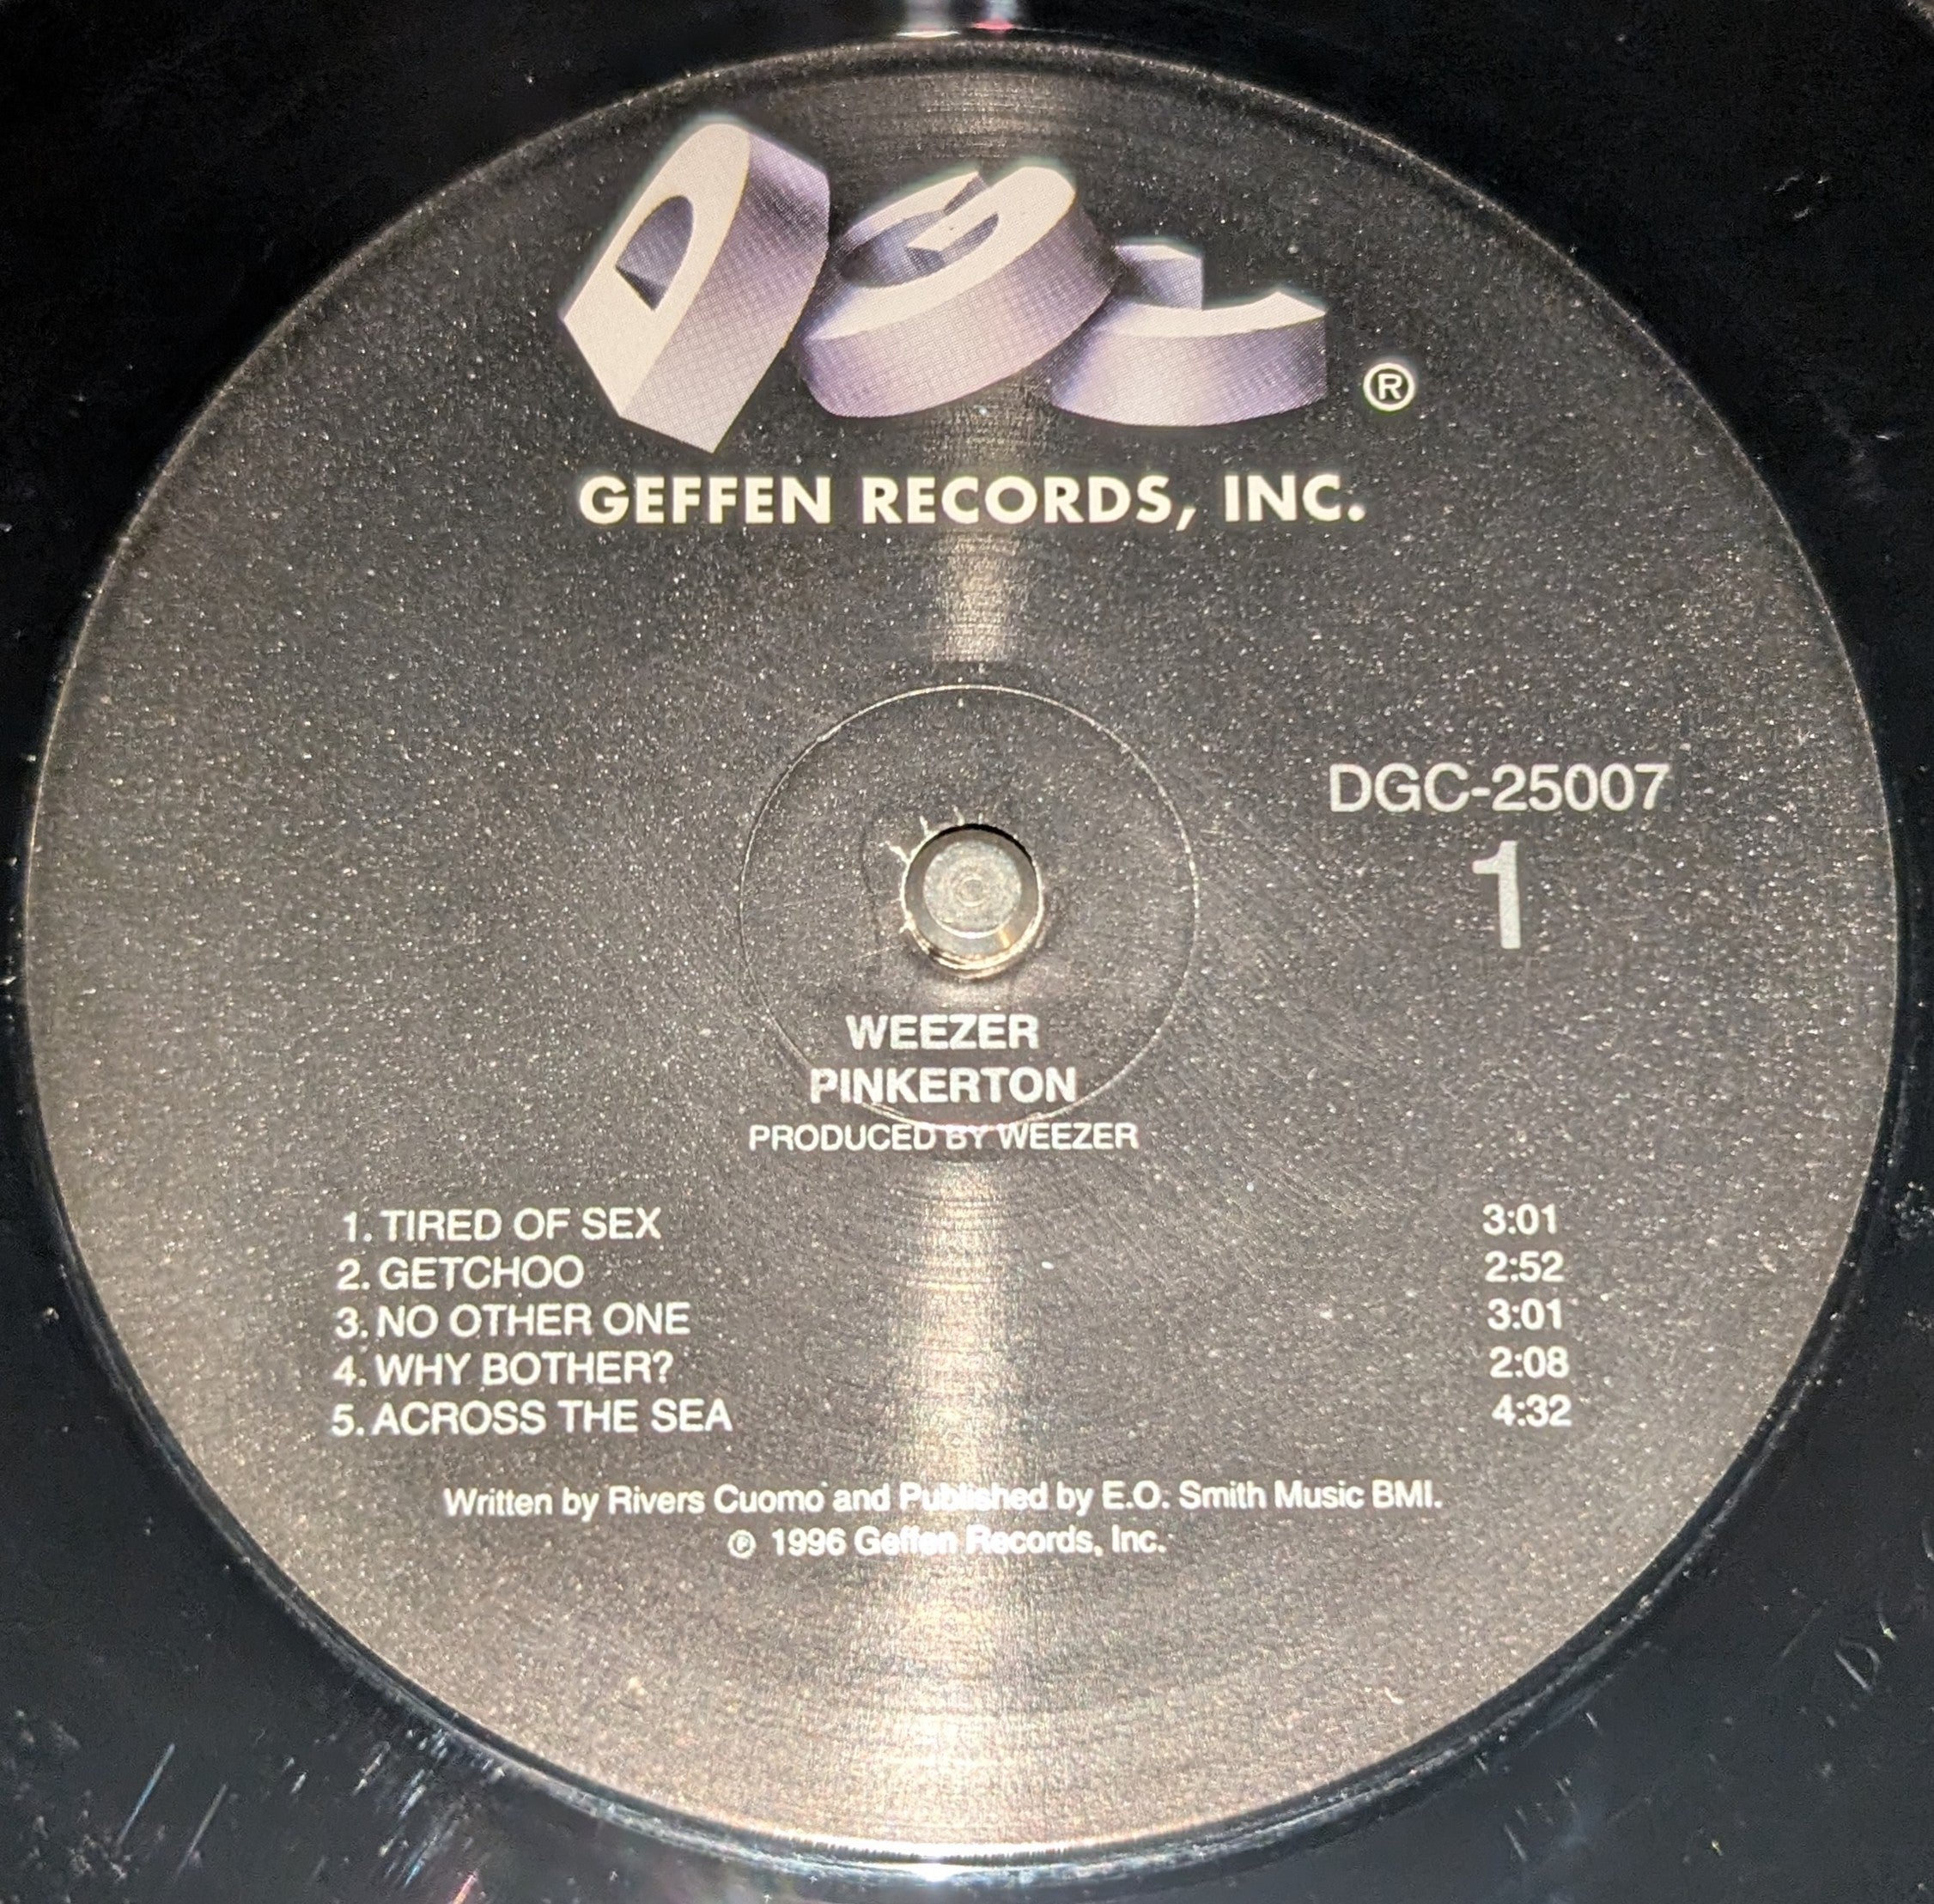 DGC ®
GEFFEN RECORDS, INC.
DGC-25007
1
WEEZER
PINKERTON
PRODUCED BY WEEZER
1. TIRED OF SEX 3:01
2. GETCHOO 2:52
3. NO OTHER ONE 3:01
4. WHY BOTHER? 2:08
5. ACROSS THE SEA 4:32
Written by Rivers Cuomo and Published by E.O. Smith Music BMI.
℗ 1996 Geffen Records, Inc.